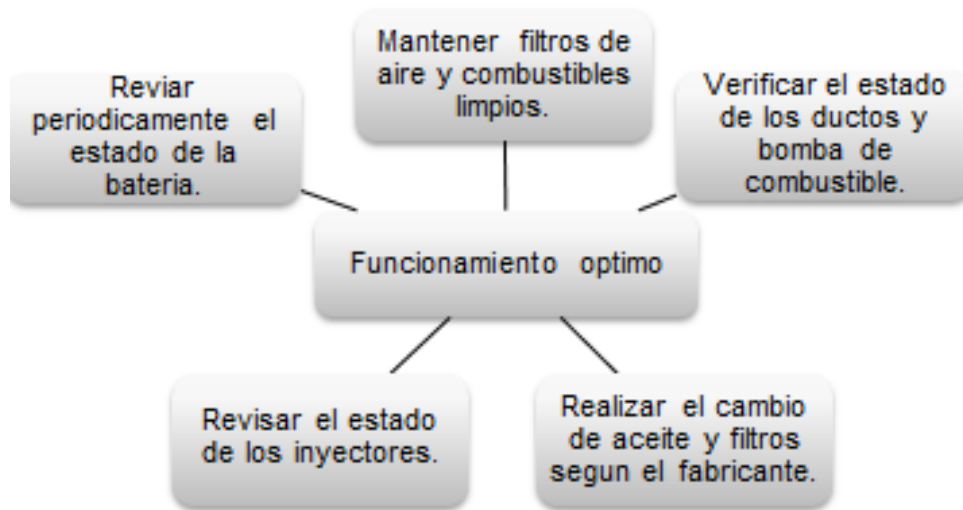 Mantener filtros de
aire y combustibles
limpios.
Reviar
periodicamente el
estado de la
bateria.
Verificar el estado
de los ductos y
bomba de
combustible.
Funcionamiento optimo
Revisar el estado
de los inyectores.
Realizar el cambio
de aceite y filtros
segun el fabricante.